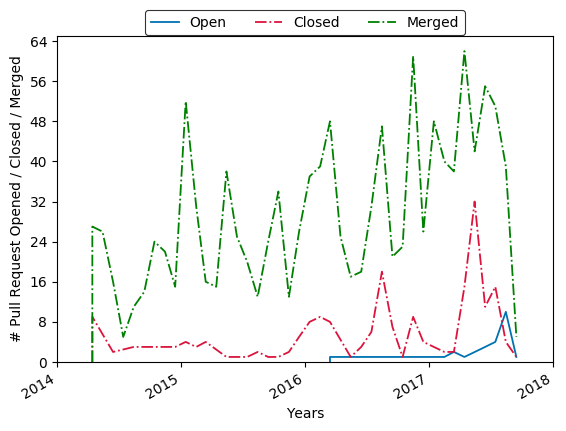 Open Closed Merged
# Pull Request Opened / Closed / Merged
64
56
48
40
32
24
16
8
0
2014 2015 2016 2017 2018
Years